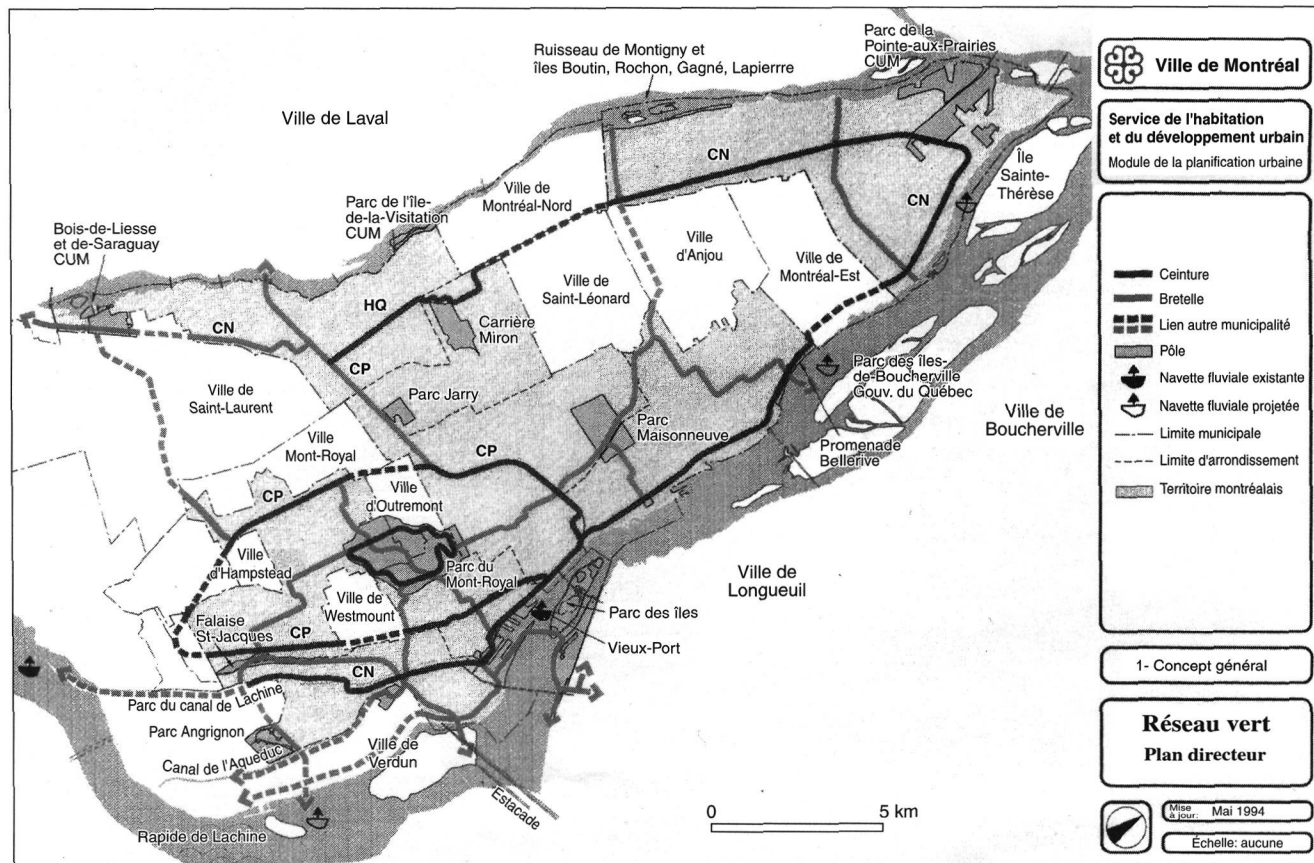 Parc de la
Pointe-aux-Prairies
CUM
Ruisseau de Montigny et
îles Boutin, Rochon, Gagné, Lapierrre
Ville de Laval
CN
Île
Sainte-
Thérèse
Ville de
Montréal-Nord
Parc de l'île-
de-la-Visitation
CUM
CN
Bois-de-Liesse
et de-Saraguay
CUM
Ville
d'Anjou
Ville de
Montréal-Est
Ville de
Saint-Léonard
HQ
CN
Carrière
Miron
CP
Parc des îles-
de-Boucherville
Gouv. du Québec
Ville de
Saint-Laurent
Parc Jarry
Ville de
Boucherville
Parc
Maisonneuve
Ville
Mont-Royal
Promenade
Bellerive
CP
CP
Ville
d'Outremont
Ville
d'Hampstead
Parc du
Mont-Royal
Ville de
Longueuil
Ville de
Westmount
Parc des îles
Falaise
St-Jacques
CP
Vieux-Port
CN
Parc du canal de Lachine
Parc Angrignon
Canal de l'Aqueduc
Ville de
Verdun
Estacade
Rapide de Lachine
0 5 km
Ville de Montréal
Service de l'habitation
et du développement urbain
Module de la planification urbaine
Ceinture
Bretelle
Lien autre municipalité
Pôle
Navette fluviale existante
Navette fluviale projetée
Limite municipale
Limite d'arrondissement
Territoire montréalais
1- Concept général
Réseau vert
Plan directeur
Mise
à jour: Mai 1994
Échelle: aucune